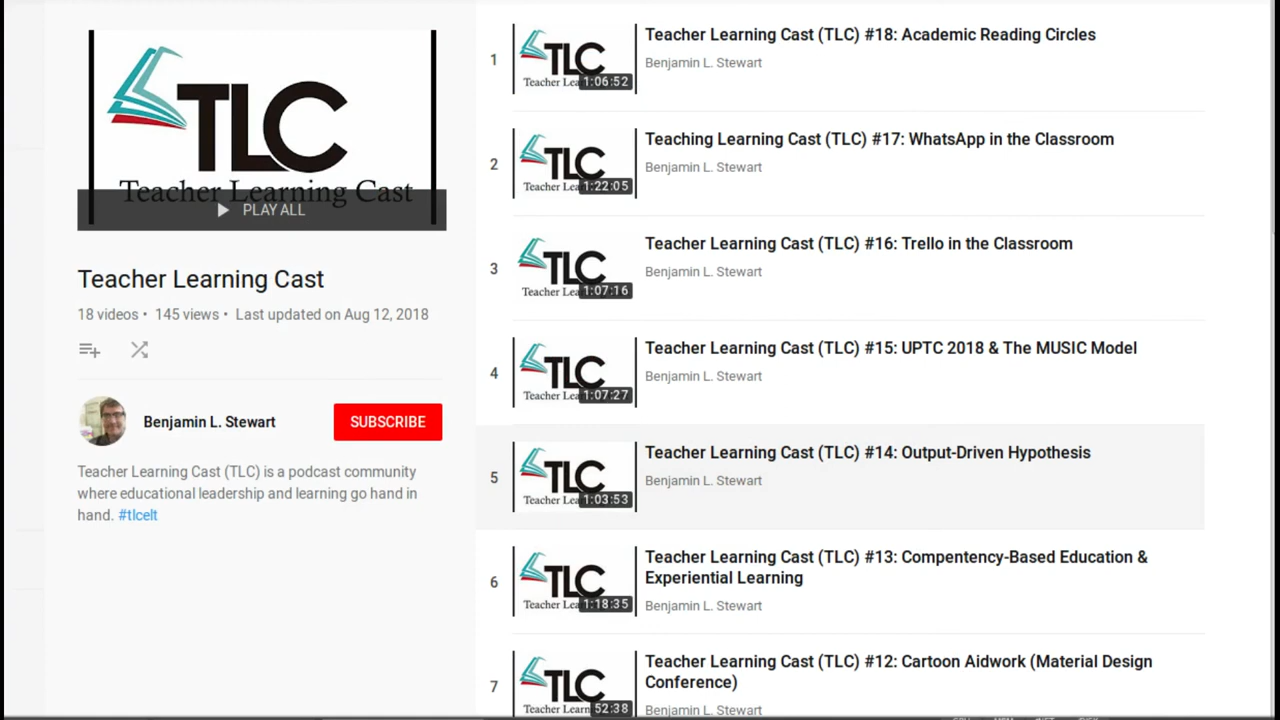 TLC
Teacher Learning Cast
PLAY ALL
Teacher Learning Cast
18 videos • 145 views • Last updated on Aug 12, 2018
Benjamin L. Stewart
SUBSCRIBE
Teacher Learning Cast (TLC) is a podcast community
where educational leadership and learning go hand in
hand. #tlcelt
1
TLC
1:06:52
Teacher Learning Cast (TLC) #18: Academic Reading Circles
Benjamin L. Stewart
2
TLC
1:22:05
Teaching Learning Cast (TLC) #17: WhatsApp in the Classroom
Benjamin L. Stewart
3
TLC
1:07:16
Teacher Learning Cast (TLC) #16: Trello in the Classroom
Benjamin L. Stewart
4
TLC
1:07:27
Teacher Learning Cast (TLC) #15: UPTC 2018 & The MUSIC Model
Benjamin L. Stewart
5
TLC
1:03:53
Teacher Learning Cast (TLC) #14: Output-Driven Hypothesis
Benjamin L. Stewart
6
TLC
1:18:35
Teacher Learning Cast (TLC) #13: Compentency-Based Education &
Experiential Learning
Benjamin L. Stewart
7
TLC
52:38
Teacher Learning Cast (TLC) #12: Cartoon Aidwork (Material Design
Conference)
Benjamin L. Stewart